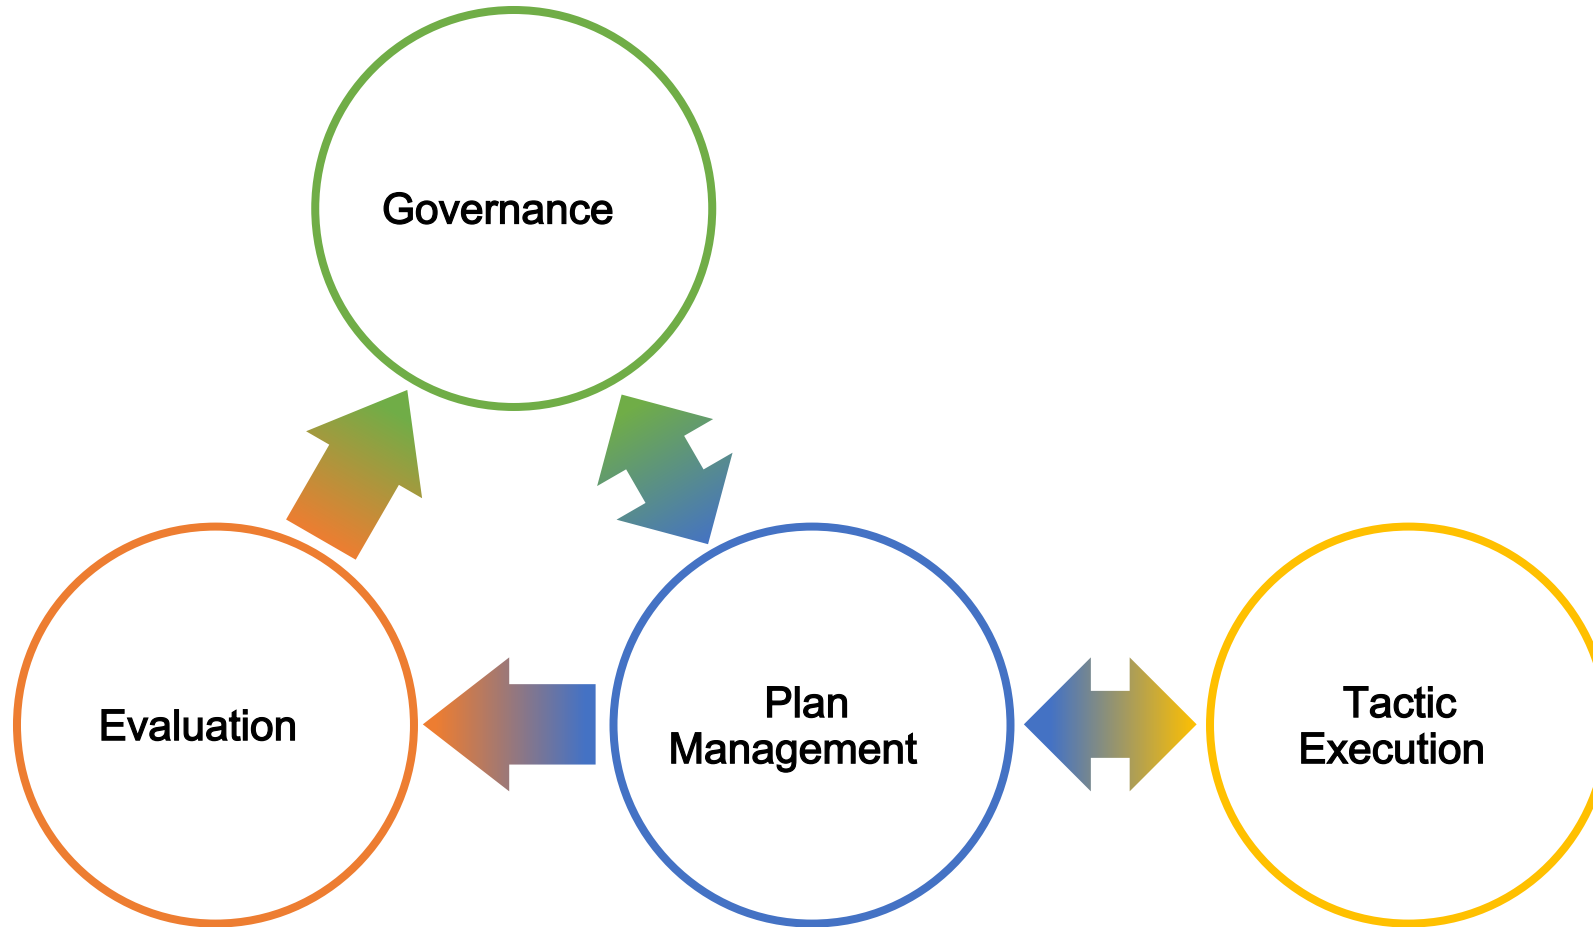 Governance
Evaluation
Plan
Management
Tactic
Execution